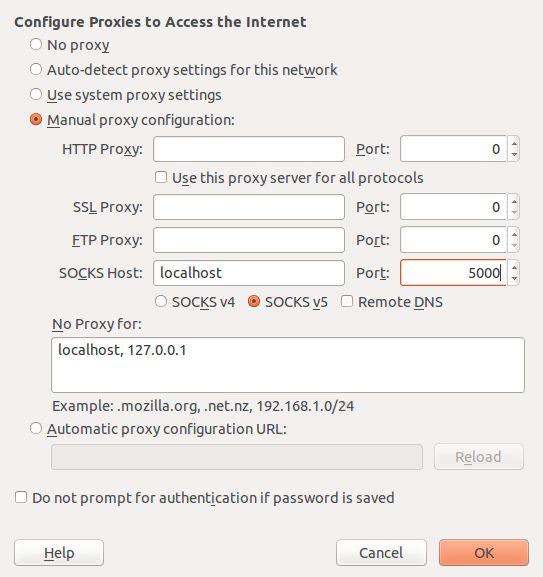 Configure Proxies to Access the Internet
No proxy
Auto-detect proxy settings for this network
Use system proxy settings
Manual proxy configuration:
HTTP Proxy: Port: 0
Use this proxy server for all protocols
SSL Proxy: Port: 0
FTP Proxy: Port: 0
SOCKS Host: localhost Port: 5000
SOCKS v4 SOCKS v5 Remote DNS
No Proxy for:
localhost, 127.0.0.1
Example: .mozilla.org, .net.nz, 192.168.1.0/24
Automatic proxy configuration URL:
Reload
Do not prompt for authentication if password is saved
Help Cancel OK